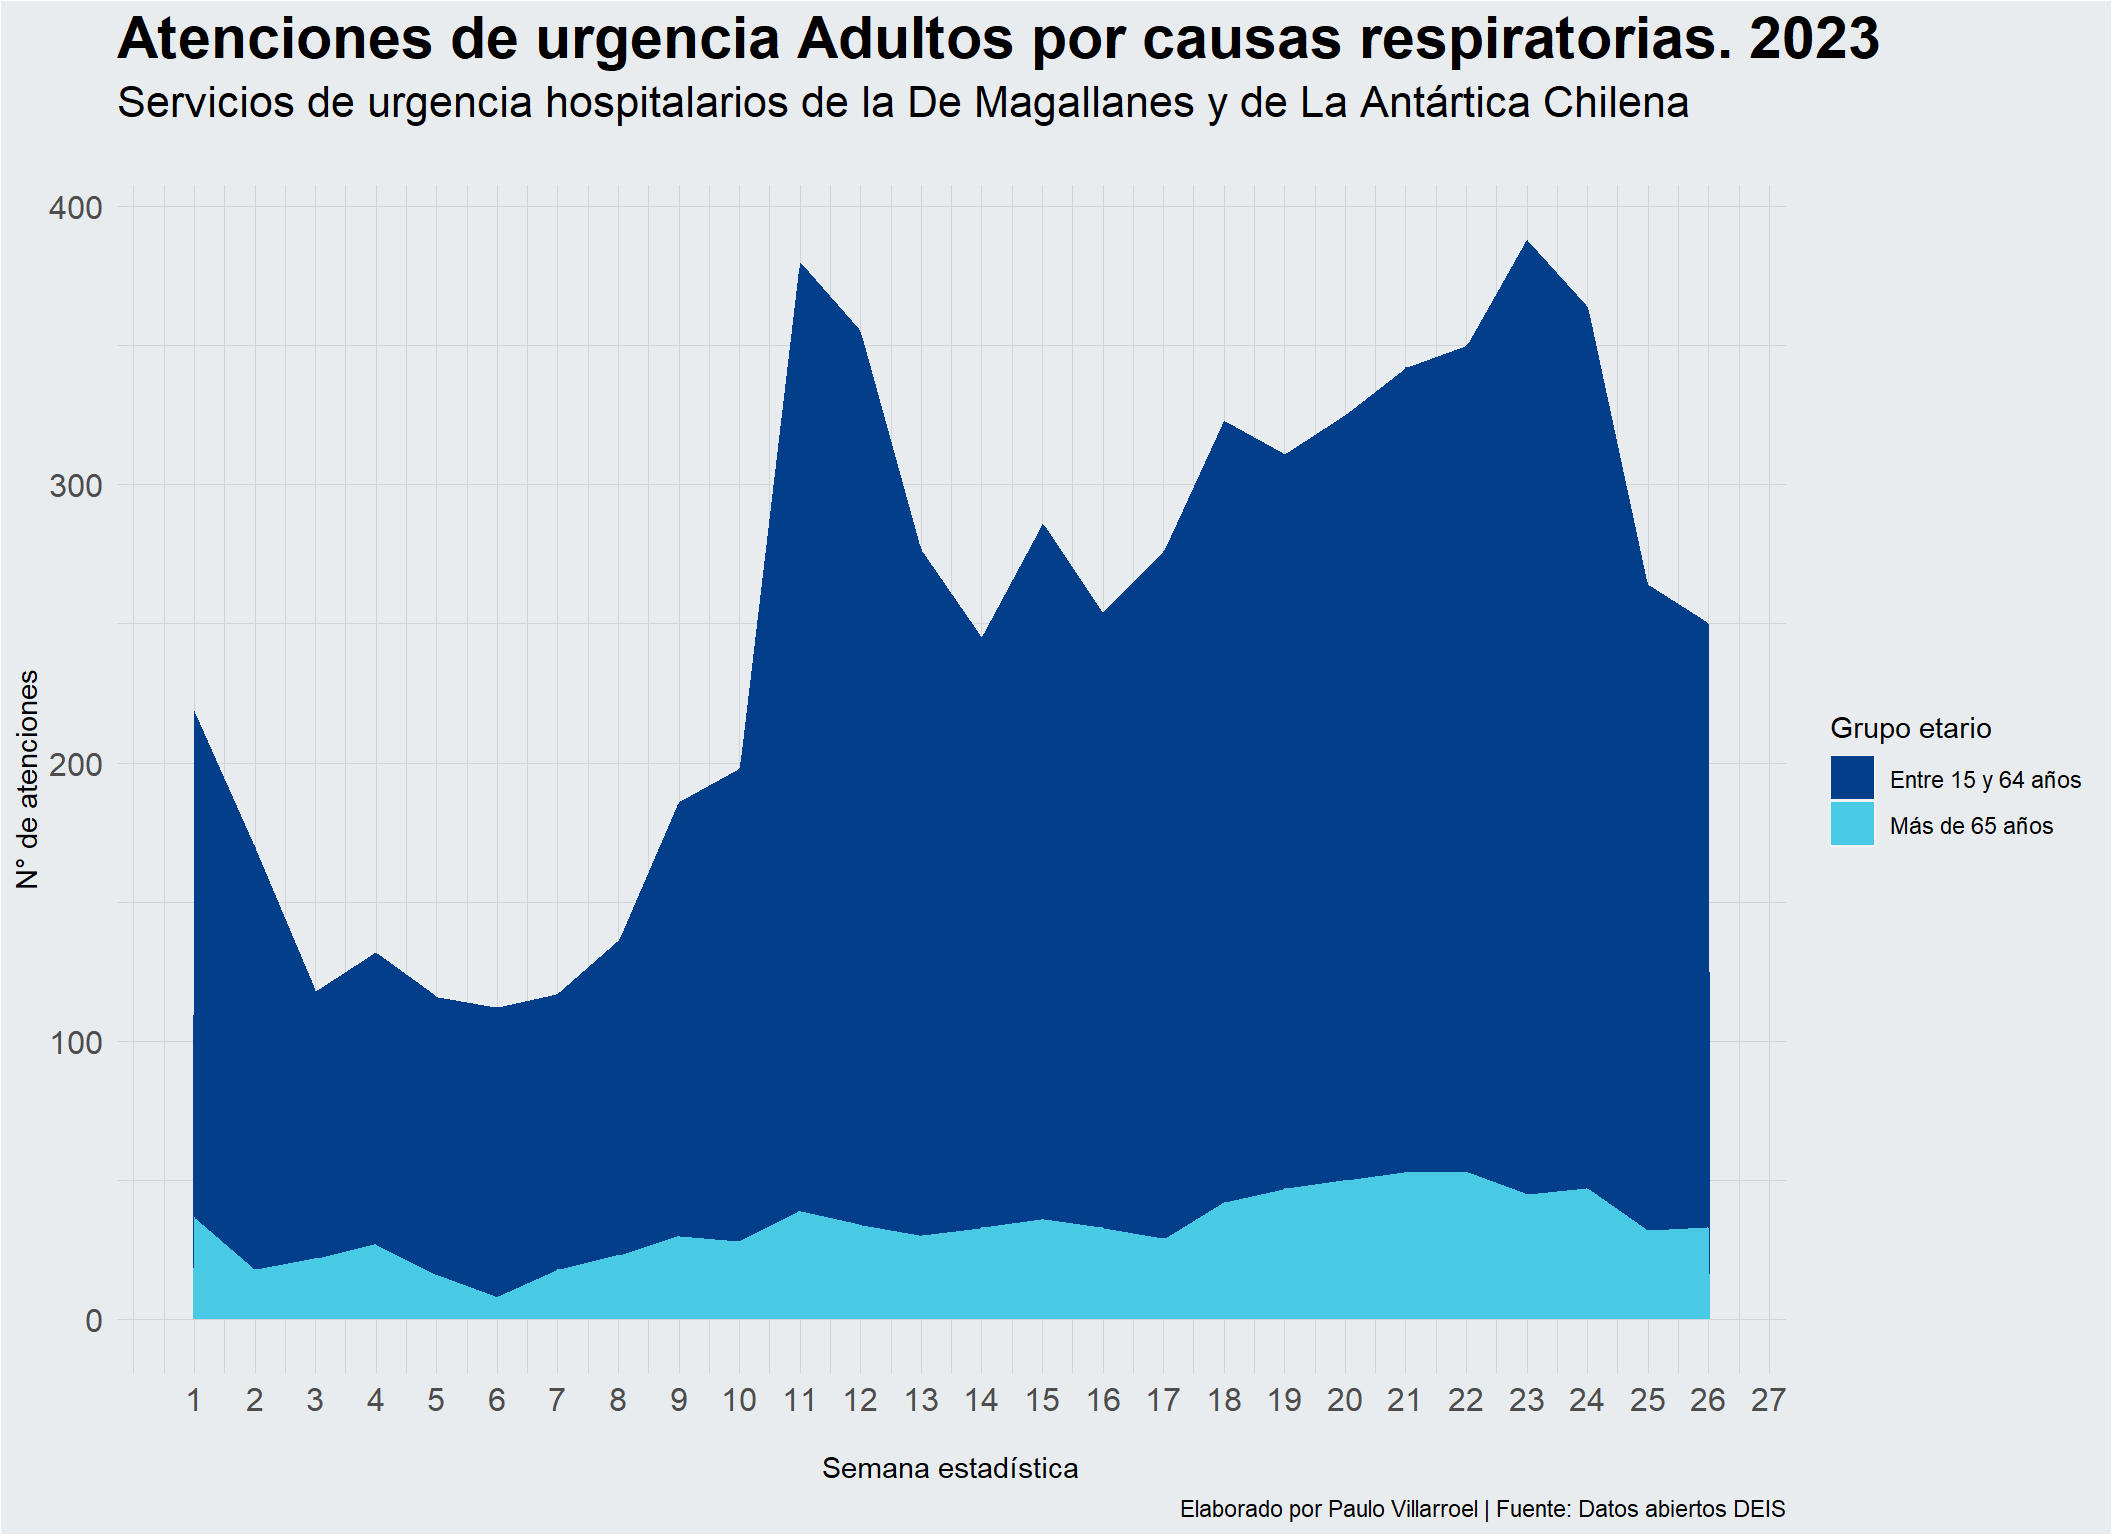 Atenciones de urgencia Adultos por causas respiratorias. 2023
Servicios de urgencia hospitalarios de la De Magallanes y de La Antártica Chilena
400
300
200
100
0
N° de atenciones
1 2 3 4 5 6 7 8 9 10 11 12 13 14 15 16 17 18 19 20 21 22 23 24 25 26 27
Semana estadística
Grupo etario
Entre 15 y 64 años
Más de 65 años
Elaborado por Paulo Villarroel | Fuente: Datos abiertos DEIS